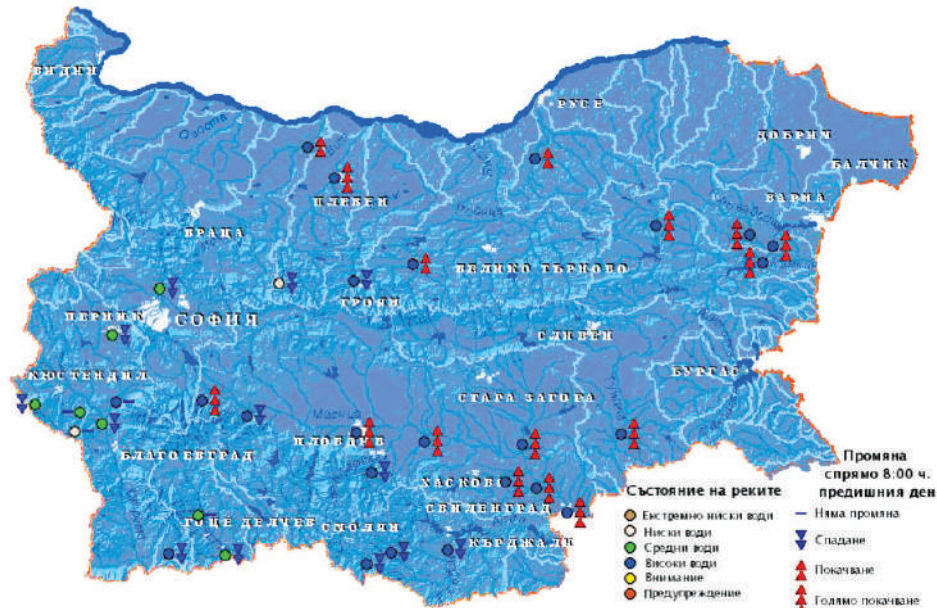 ВИДИН
РУСЕ
ДОБРИЧ
БАЛЧИК
ВАРНА
ПЛЕВЕН
ВРАЦА
ВЕЛИКО ТЪРНОВО
ТРОЯН
ПЕРНИК
СОФИЯ
СЛИВЕН
КЮСТЕНДИЛ
БУРГАС
СТАРА ЗАГОРА
Марица
ПЛОВДИВ
БЛАГОЕВГРАД
ХАСКОВО
СВИЛЕНГРАД
ГОЦЕ ДЕЛЧЕВ
СМОЛЯН
КЪРДЖАЛИ
Състояние на реките
Екстремно ниски води
Ниски води
Средни води
Високи води
Внимание
Предупреждение
Промяна
спрямо 8:00 ч.
предишния ден
Няма промяна
Спадане
Покачване
Голямо покачване